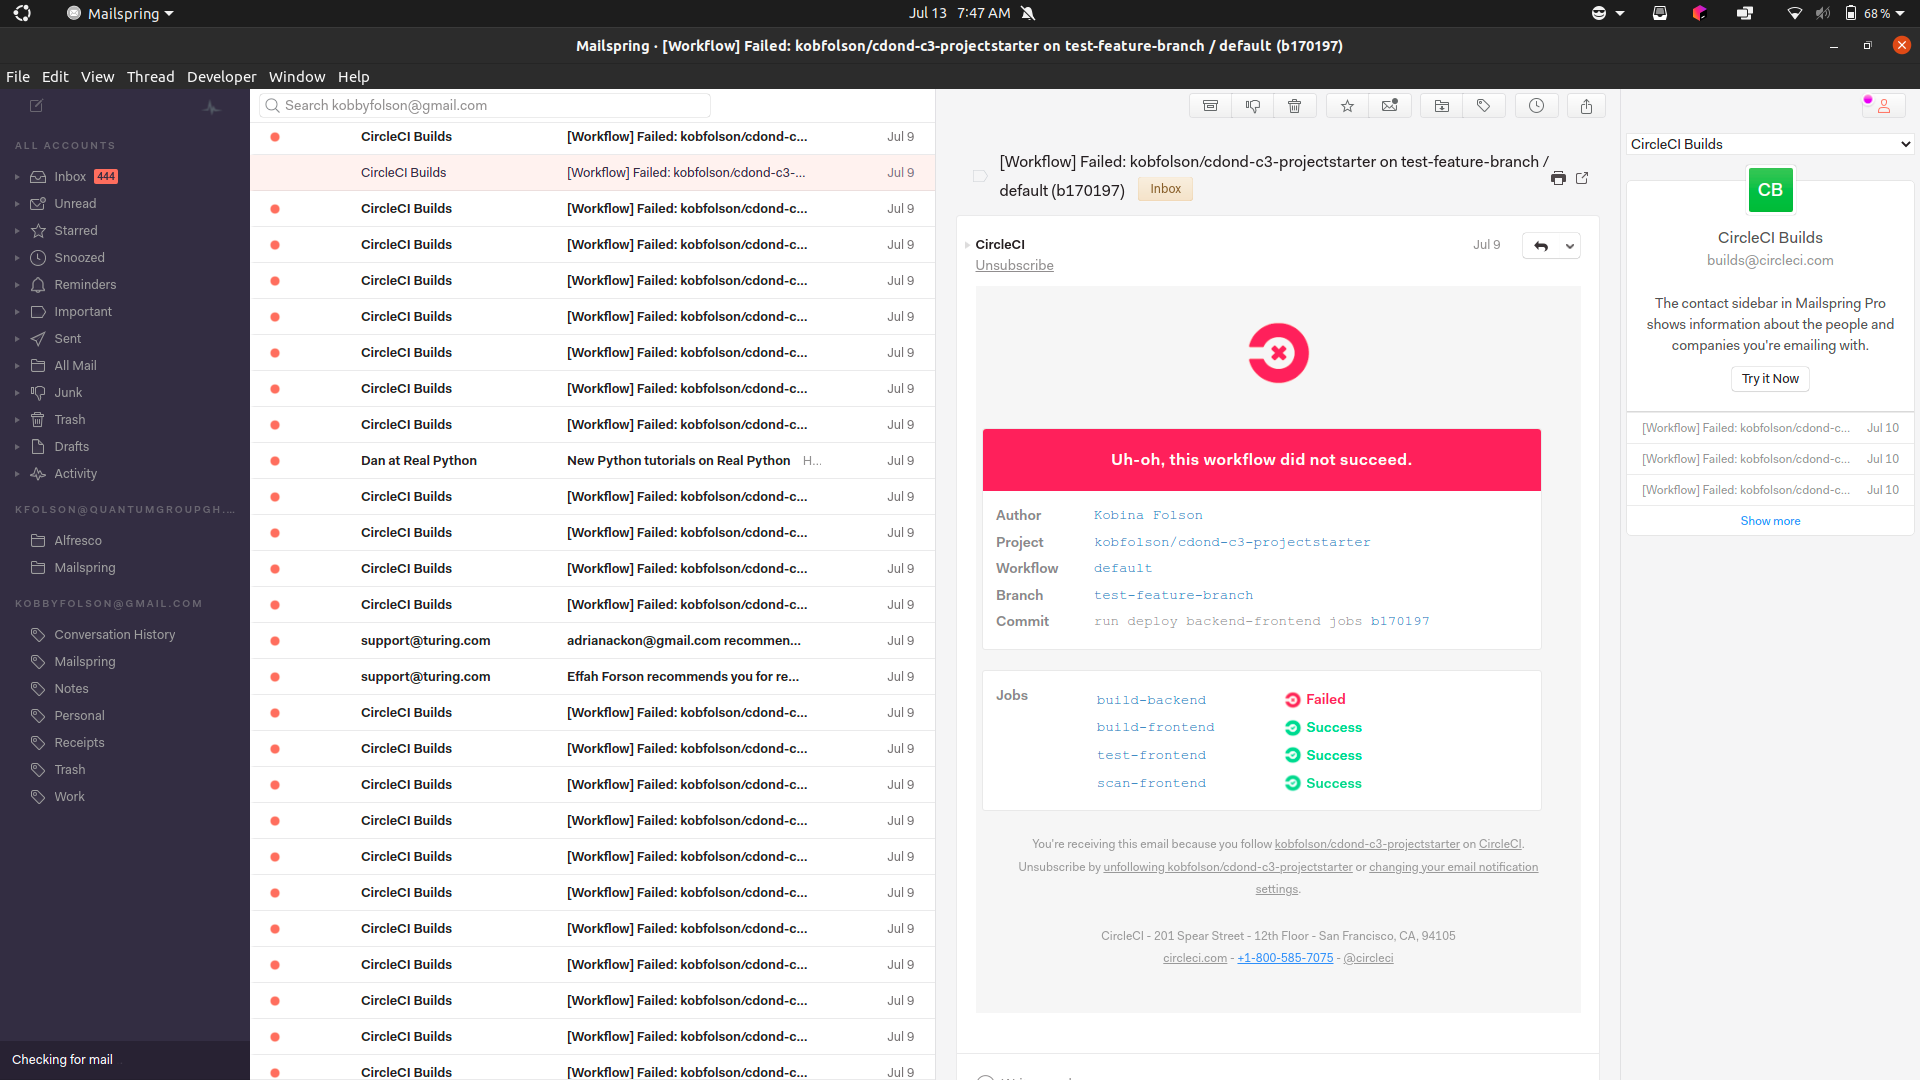 Mailspring
Jul 13 7:47 AM
68 %
Mailspring · [Workflow] Failed: kobfolson/cdond-c3-projectstarter on test-feature-branch / default (b170197)
File Edit View Thread Developer Window Help
Search kobbyfolson@gmail.com
ALL ACCOUNTS
Inbox 444
Unread
Starred
Snoozed
Reminders
Important
Sent
All Mail
Junk
Trash
Drafts
Activity
KFOLSON@QUANTUMGROUPGH....
Alfresco
Mailspring
KOBBYFOLSON@GMAIL.COM
Conversation History
Mailspring
Notes
Personal
Receipts
Trash
Work
Checking for mail
CircleCI Builds [Workflow] Failed: kobfolson/cdond-c... Jul 9
CircleCI Builds [Workflow] Failed: kobfolson/cdond-c3-... Jul 9
CircleCI Builds [Workflow] Failed: kobfolson/cdond-c... Jul 9
CircleCI Builds [Workflow] Failed: kobfolson/cdond-c... Jul 9
CircleCI Builds [Workflow] Failed: kobfolson/cdond-c... Jul 9
CircleCI Builds [Workflow] Failed: kobfolson/cdond-c... Jul 9
CircleCI Builds [Workflow] Failed: kobfolson/cdond-c... Jul 9
CircleCI Builds [Workflow] Failed: kobfolson/cdond-c... Jul 9
CircleCI Builds [Workflow] Failed: kobfolson/cdond-c... Jul 9
Dan at Real Python New Python tutorials on Real Python H... Jul 9
CircleCI Builds [Workflow] Failed: kobfolson/cdond-c... Jul 9
CircleCI Builds [Workflow] Failed: kobfolson/cdond-c... Jul 9
CircleCI Builds [Workflow] Failed: kobfolson/cdond-c... Jul 9
CircleCI Builds [Workflow] Failed: kobfolson/cdond-c... Jul 9
support@turing.com adrianackon@gmail.com recommen... Jul 9
support@turing.com Effah Forson recommends you for re... Jul 9
CircleCI Builds [Workflow] Failed: kobfolson/cdond-c... Jul 9
CircleCI Builds [Workflow] Failed: kobfolson/cdond-c... Jul 9
CircleCI Builds [Workflow] Failed: kobfolson/cdond-c... Jul 9
CircleCI Builds [Workflow] Failed: kobfolson/cdond-c... Jul 9
CircleCI Builds [Workflow] Failed: kobfolson/cdond-c... Jul 9
CircleCI Builds [Workflow] Failed: kobfolson/cdond-c... Jul 9
CircleCI Builds [Workflow] Failed: kobfolson/cdond-c... Jul 9
CircleCI Builds [Workflow] Failed: kobfolson/cdond-c... Jul 9
CircleCI Builds [Workflow] Failed: kobfolson/cdond-c... Jul 9
CircleCI Builds [Workflow] Failed: kobfolson/cdond-c... Jul 9
CircleCI Builds [Workflow] Failed: kobfolson/cdond-c... Jul 9
[Workflow] Failed: kobfolson/cdond-c3-projectstarter on test-feature-branch /
default (b170197) Inbox
CircleCI Jul 9
Unsubscribe
Uh-oh, this workflow did not succeed.
Author Kobina Folson
Project kobfolson/cdond-c3-projectstarter
Workflow default
Branch test-feature-branch
Commit run deploy backend-frontend jobs b170197
Jobs build-backend Failed
build-frontend Success
test-frontend Success
scan-frontend Success
You're receiving this email because you follow kobfolson/cdond-c3-projectstarter on CircleCI.
Unsubscribe by unfollowing kobfolson/cdond-c3-projectstarter or changing your email notification
settings.
CircleCI - 201 Spear Street - 12th Floor - San Francisco, CA, 94105
circleci.com - +1-800-585-7075 - @circleci
CircleCI Builds
CB
CircleCI Builds
builds@circleci.com
The contact sidebar in Mailspring Pro
shows information about the people and
companies you're emailing with.
Try it Now
[Workflow] Failed: kobfolson/cdond-c... Jul 10
[Workflow] Failed: kobfolson/cdond-c... Jul 10
[Workflow] Failed: kobfolson/cdond-c... Jul 10
Show more